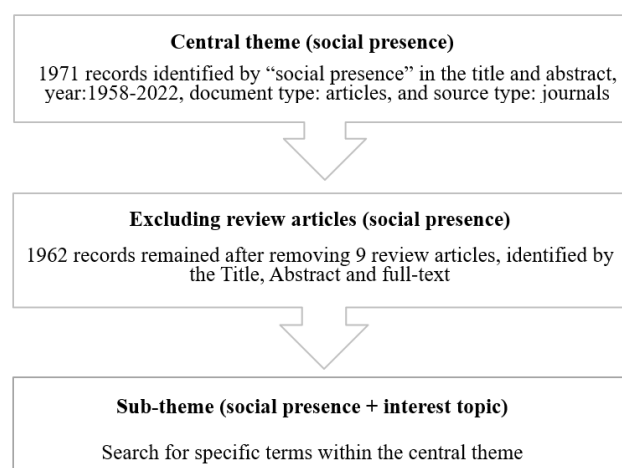 Central theme (social presence)
1971 records identified by “social presence” in the title and abstract,
year:1958-2022, document type: articles, and source type: journals
Excluding review articles (social presence)
1962 records remained after removing 9 review articles, identified by
the Title, Abstract and full-text
Sub-theme (social presence + interest topic)
Search for specific terms within the central theme